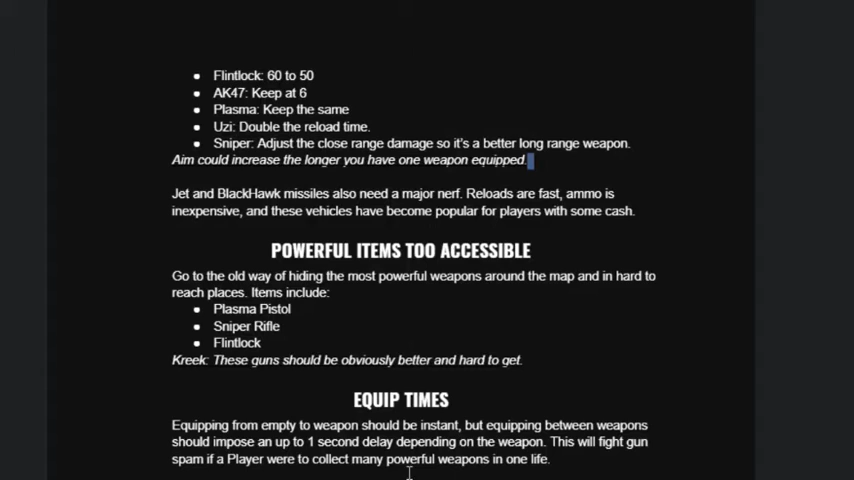 Flintlock: 60 to 50
AK47: Keep at 6
Plasma: Keep the same
Uzi: Double the reload time.
Sniper: Adjust the close range damage so it's a better long range weapon.
Aim could increase the longer you have one weapon equipped.
Jet and BlackHawk missiles also need a major nerf. Reloads are fast, ammo is
inexpensive, and these vehicles have become popular for players with some cash.
POWERFUL ITEMS TOO ACCESSIBLE
Go to the old way of hiding the most powerful weapons around the map and in hard to
reach places. Items include:
Plasma Pistol
Sniper Rifle
Flintlock
Kreek: These guns should be obviously better and hard to get.
EQUIP TIMES
Equipping from empty to weapon should be instant, but equipping between weapons
should impose an up to 1 second delay depending on the weapon. This will fight gun
spam if a Player were to collect many powerful weapons in one life.